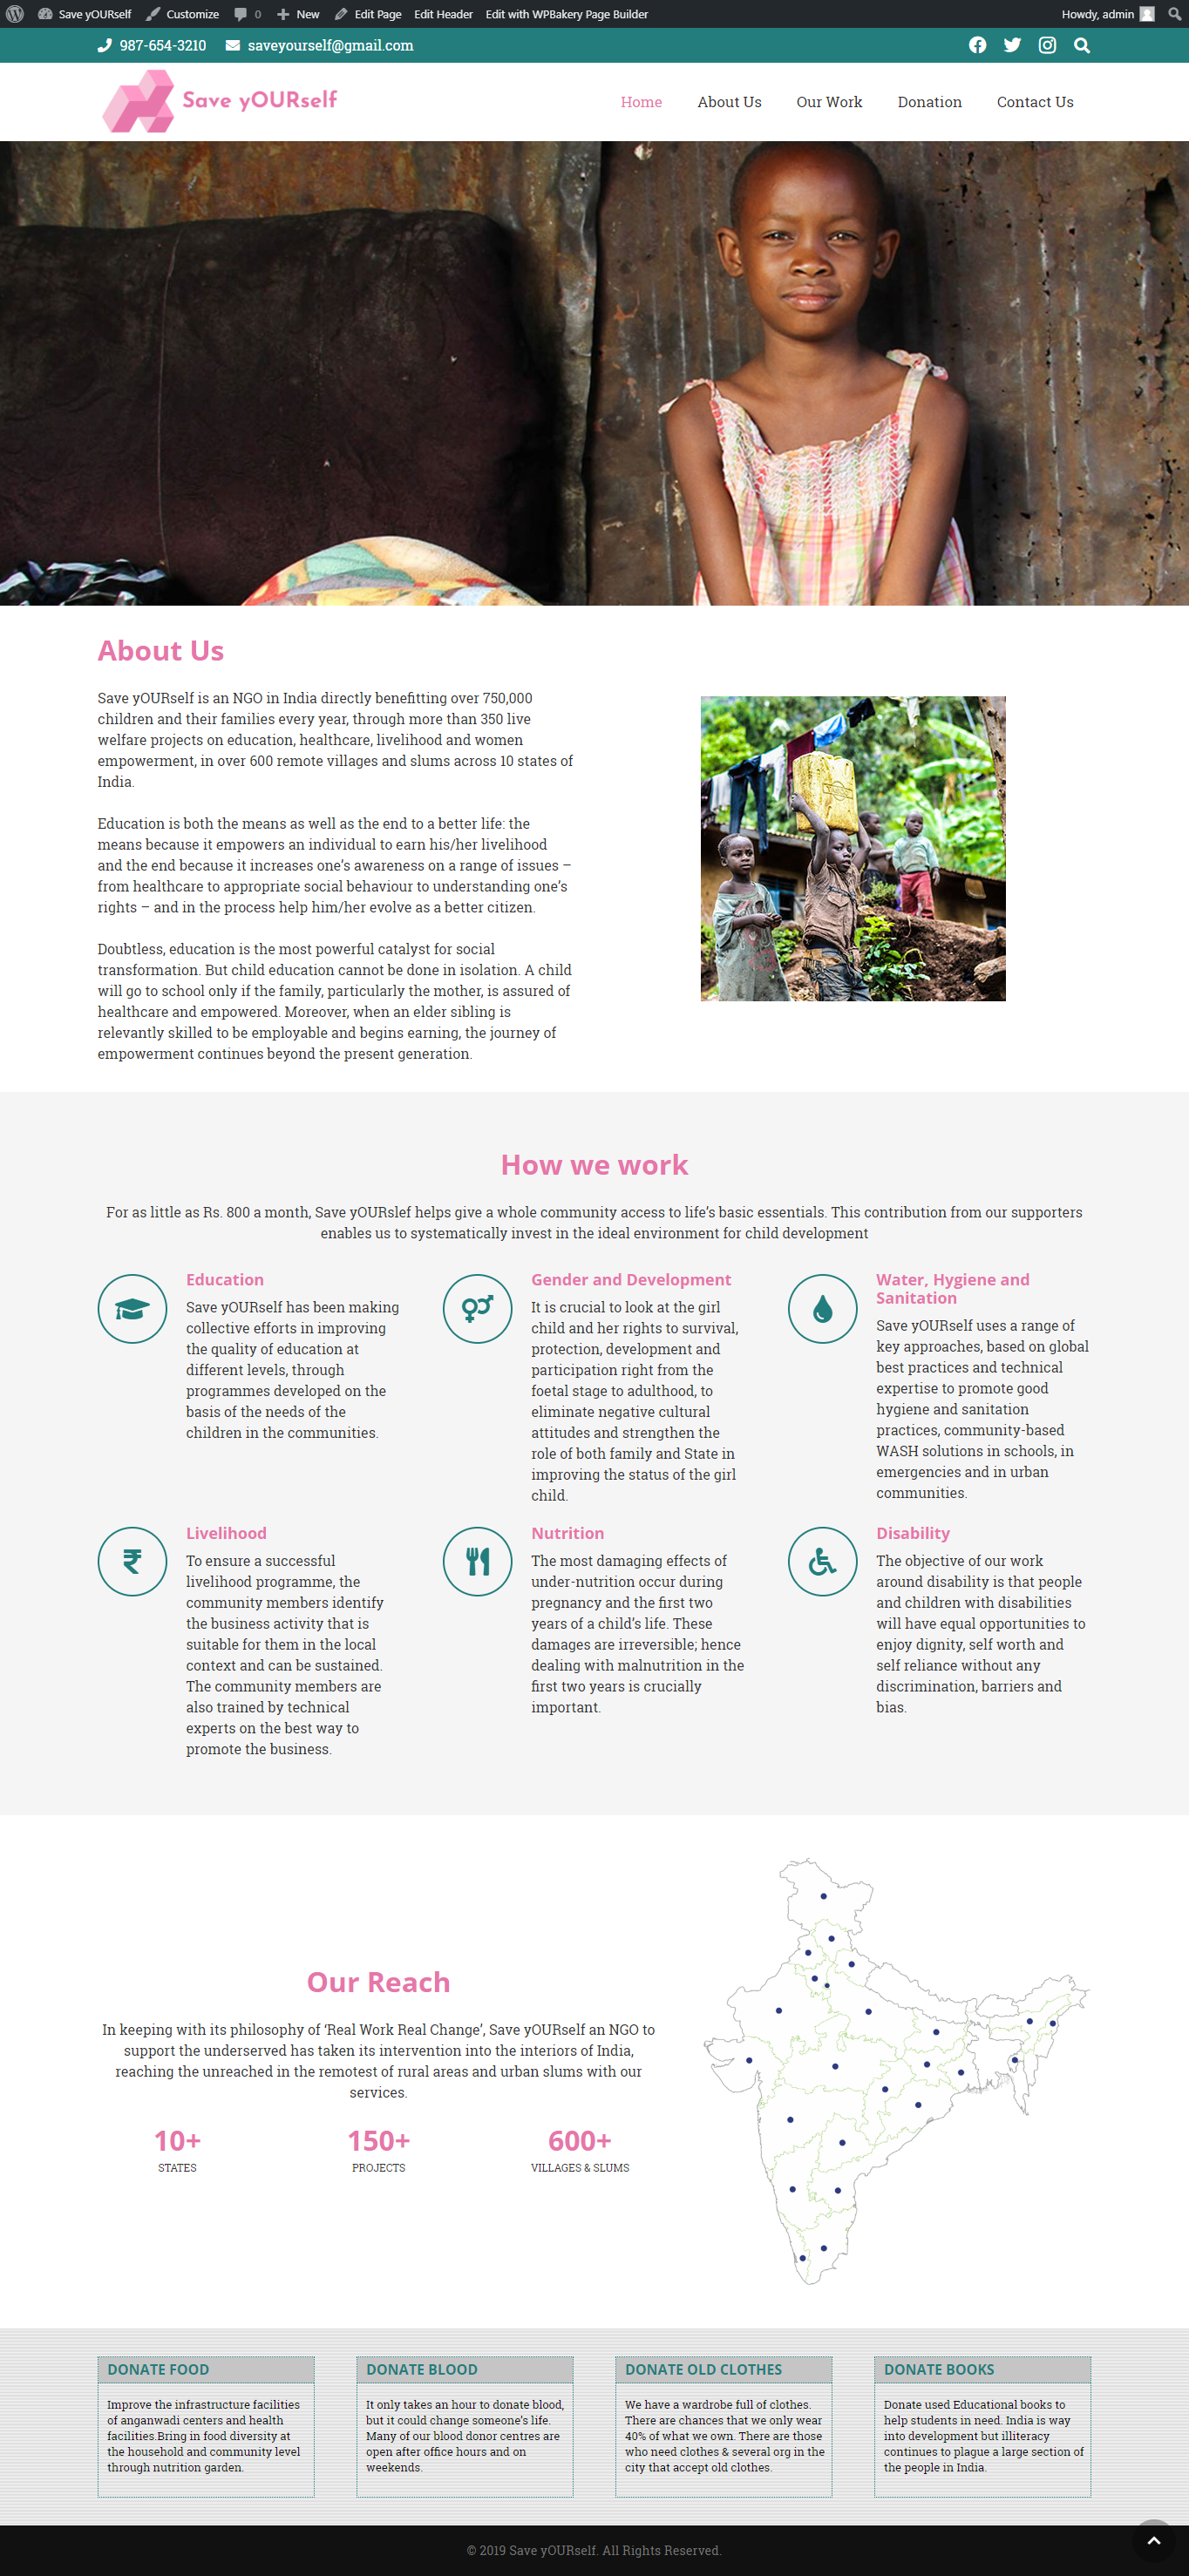 Save yOURself Customize 0 New Edit Page Edit Header Edit with WPBakery Page Builder Howdy, admin
987-654-3210 saveyourself@gmail.com
Save yOURself
Home About Us Our Work Donation Contact Us
About Us
Save yOURself is an NGO in India directly benefitting over 750,000
children and their families every year, through more than 350 live
welfare projects on education, healthcare, livelihood and women
empowerment, in over 600 remote villages and slums across 10 states of
India.
Education is both the means as well as the end to a better life: the
means because it empowers an individual to earn his/her livelihood
and the end because it increases one’s awareness on a range of issues –
from healthcare to appropriate social behaviour to understanding one’s
rights – and in the process help him/her evolve as a better citizen.
Doubtless, education is the most powerful catalyst for social
transformation. But child education cannot be done in isolation. A child
will go to school only if the family, particularly the mother, is assured of
healthcare and empowered. Moreover, when an elder sibling is
relevantly skilled to be employable and begins earning, the journey of
empowerment continues beyond the present generation.
How we work
For as little as Rs. 800 a month, Save yOURslef helps give a whole community access to life’s basic essentials. This contribution from our supporters
enables us to systematically invest in the ideal environment for child development
Education
Save yOURself has been making
collective efforts in improving
the quality of education at
different levels, through
programmes developed on the
basis of the needs of the
children in the communities.
Gender and Development
It is crucial to look at the girl
child and her rights to survival,
protection, development and
participation right from the
foetal stage to adulthood, to
eliminate negative cultural
attitudes and strengthen the
role of both family and State in
improving the status of the girl
child.
Water, Hygiene and
Sanitation
Save yOURself uses a range of
key approaches, based on global
best practices and technical
expertise to promote good
hygiene and sanitation
practices, community-based
WASH solutions in schools, in
emergencies and in urban
communities.
Livelihood
To ensure a successful
livelihood programme, the
community members identify
the business activity that is
suitable for them in the local
context and can be sustained.
The community members are
also trained by technical
experts on the best way to
promote the business.
Nutrition
The most damaging effects of
under-nutrition occur during
pregnancy and the first two
years of a child’s life. These
damages are irreversible; hence
dealing with malnutrition in the
first two years is crucially
important.
Disability
The objective of our work
around disability is that people
and children with disabilities
will have equal opportunities to
enjoy dignity, self worth and
self reliance without any
discrimination, barriers and
bias.
Our Reach
In keeping with its philosophy of ‘Real Work Real Change’, Save yOURself an NGO to
support the underserved has taken its intervention into the interiors of India,
reaching the unreached in the remotest of rural areas and urban slums with our
services.
10+ 150+ 600+
STATES PROJECTS VILLAGES & SLUMS
DONATE FOOD
Improve the infrastructure facilities
of anganwadi centers and health
facilities.Bring in food diversity at
the household and community level
through nutrition garden.
DONATE BLOOD
It only takes an hour to donate blood,
but it could change someone’s life.
Many of our blood donor centres are
open after office hours and on
weekends.
DONATE OLD CLOTHES
We have a wardrobe full of clothes.
There are chances that we only wear
40% of what we own. There are those
who need clothes & several org in the
city that accept old clothes.
DONATE BOOKS
Donate used Educational books to
help students in need. India is way
into development but illiteracy
continues to plague a large section of
the people in India.
© 2019 Save yOURself. All Rights Reserved.